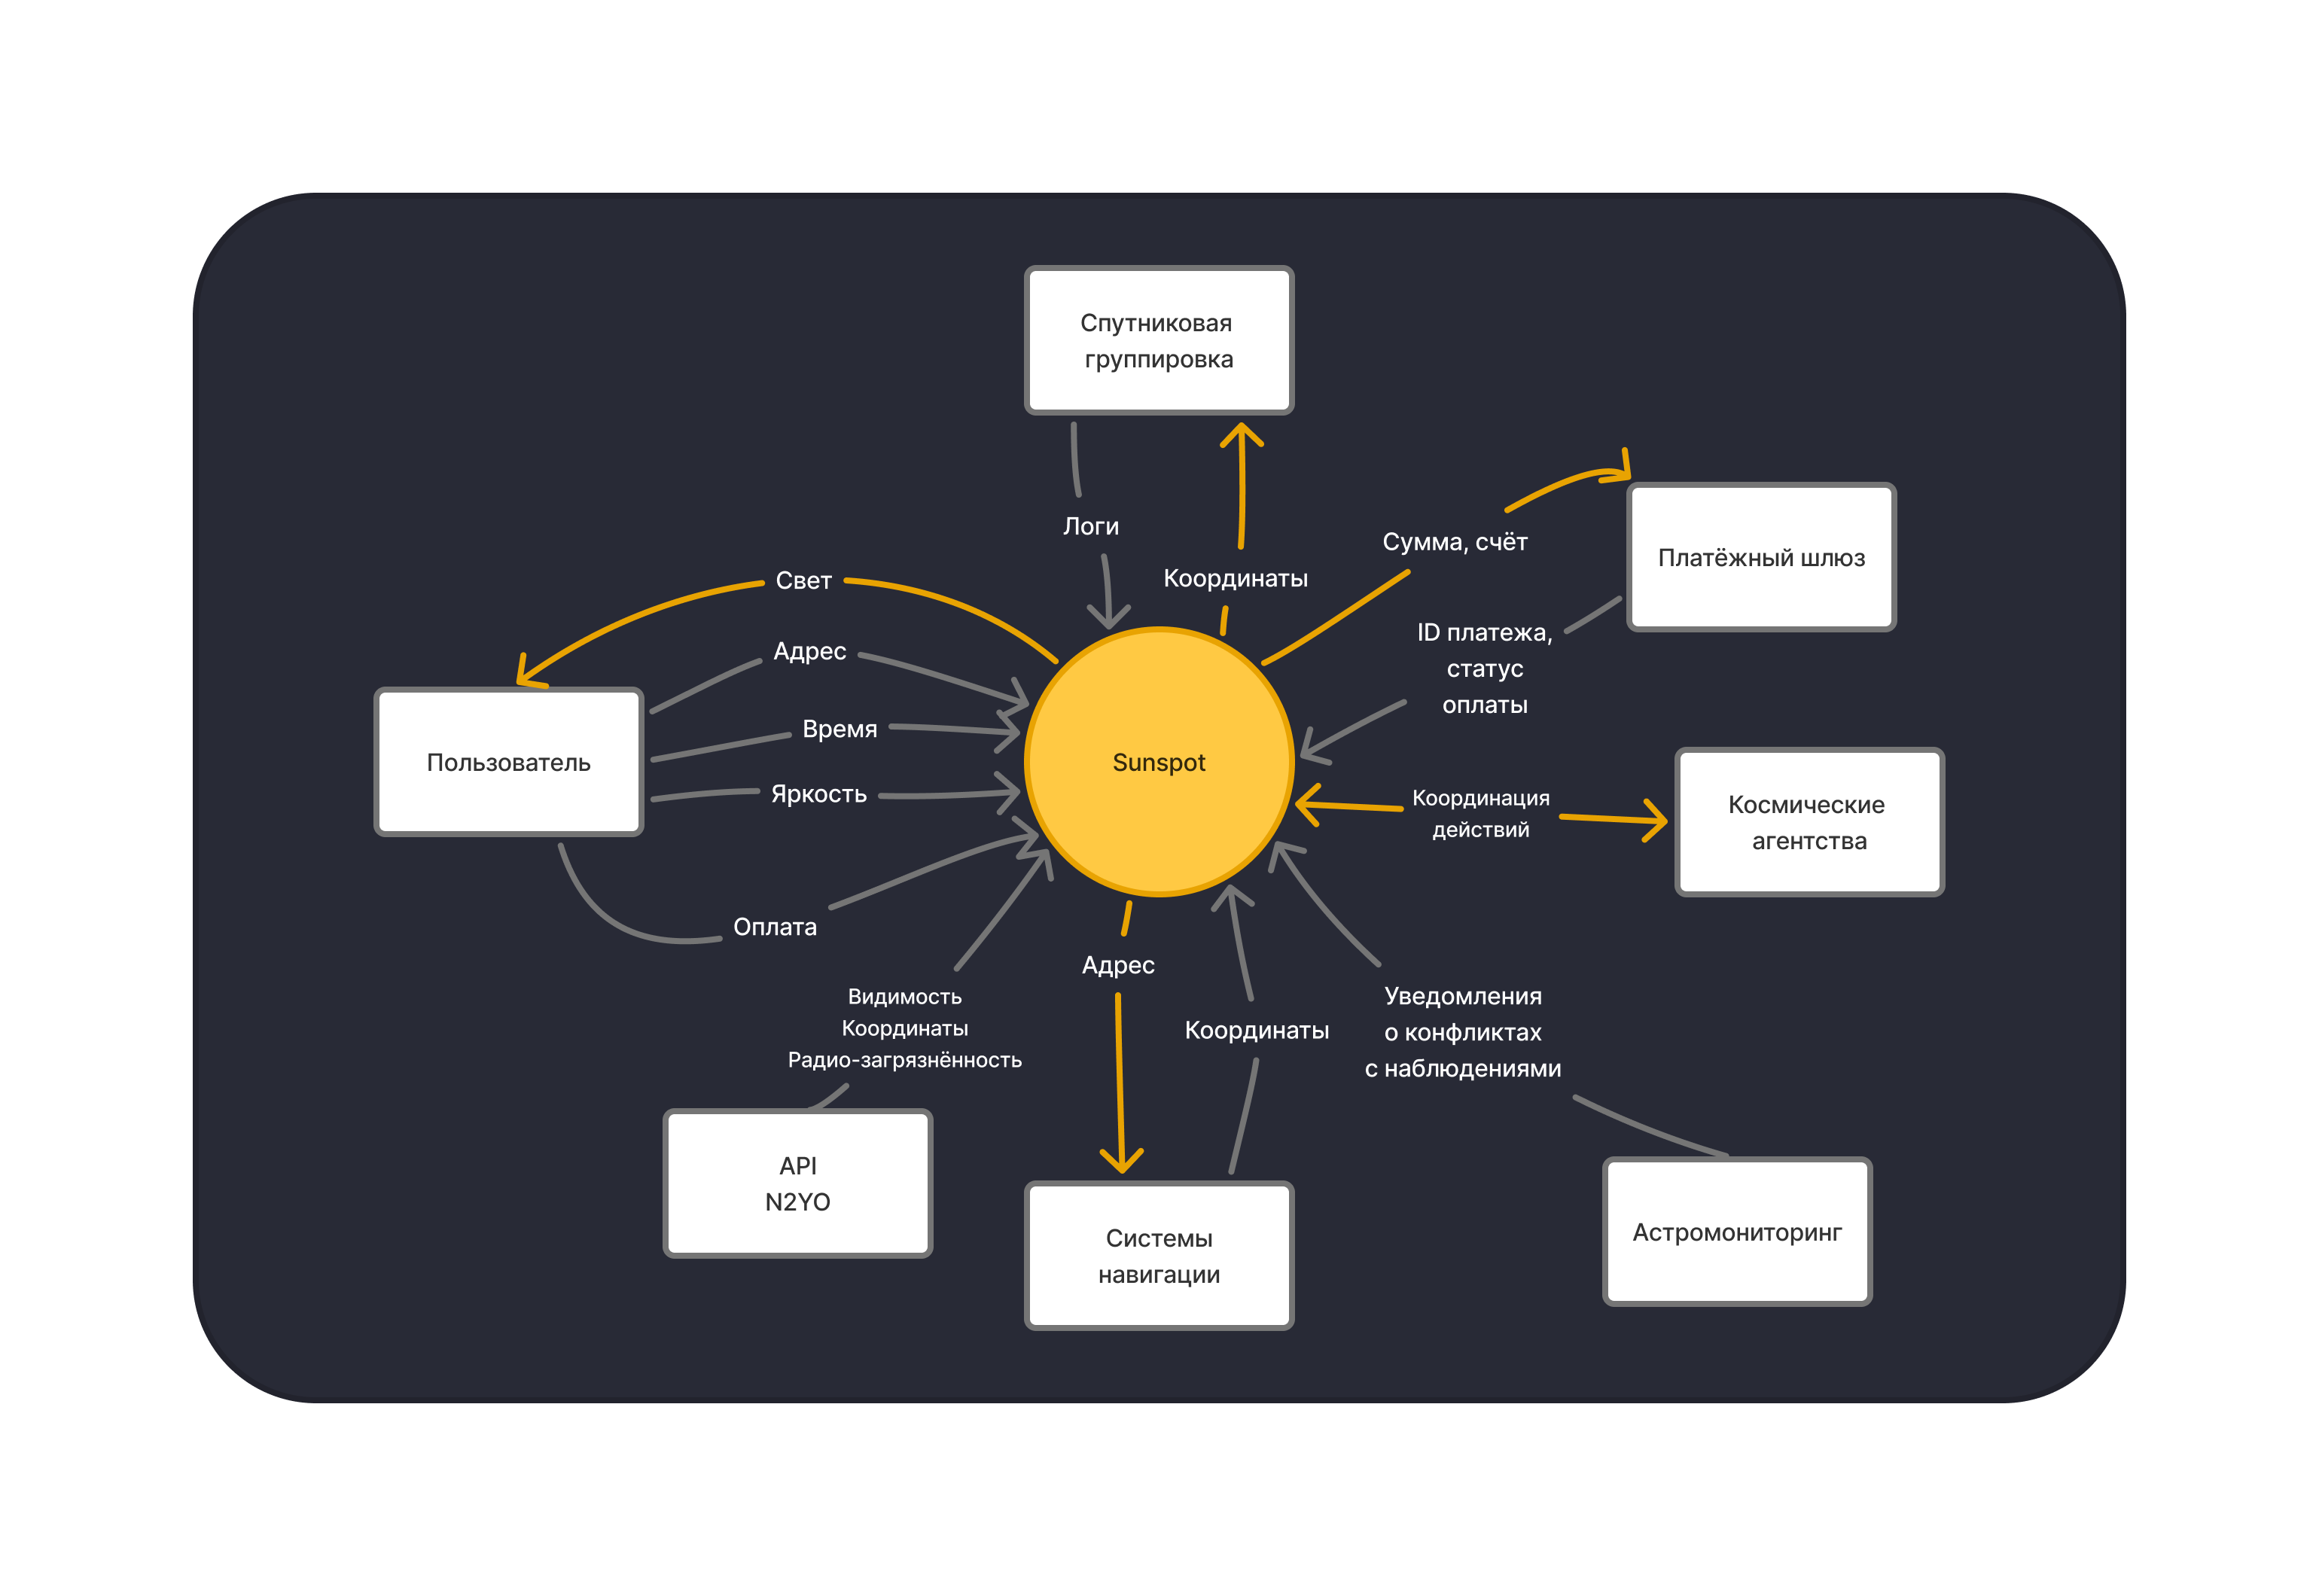 Спутниковая
группировка
Логи
Координаты
Сумма, счёт
Платёжный шлюз
Свет
Адрес
ID платежа,
статус
оплаты
Время
Пользователь
Sunspot
Яркость
Координация
действий
Космические
агентства
Оплата
Адрес
Видимость
Координаты
Радио-загрязнённость
Координаты
Уведомления
о конфликтах
с наблюдениями
API
N2YO
Системы
навигации
Астромониторинг